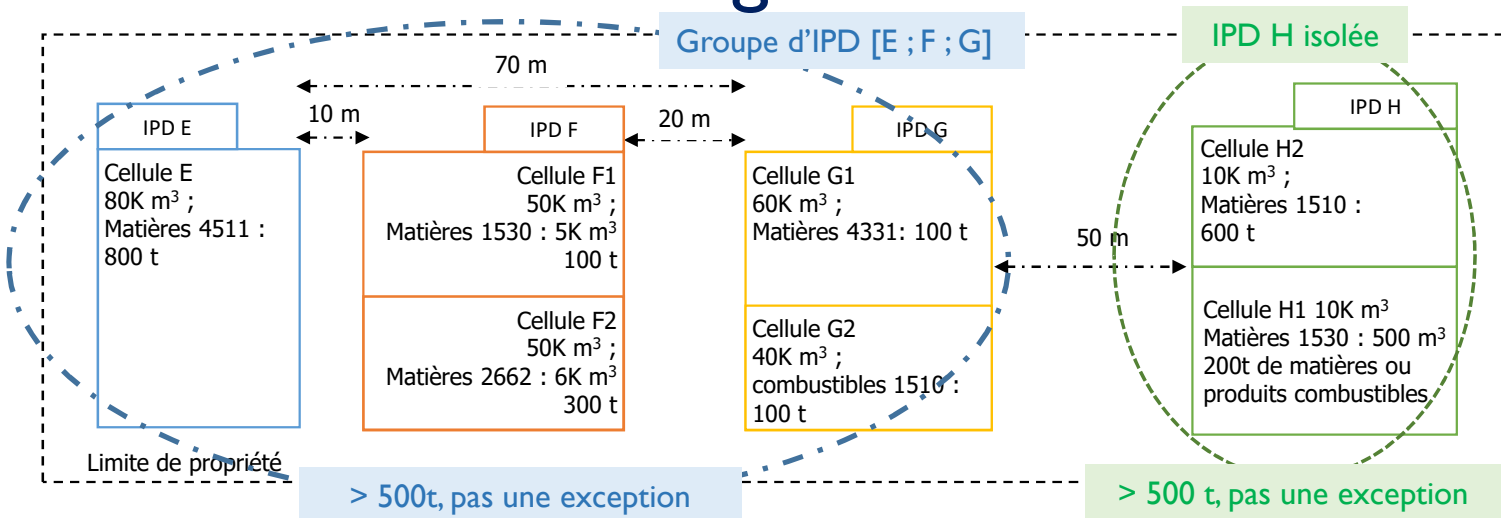 g
Groupe d'IPD [E ; F ; G]
IPD H isolée
70 m
10 m
20 m
50 m
IPD E
Cellule E
80K m³ ;
Matières 4511 :
800 t
IPD F
Cellule F1
50K m³ ;
Matières 1530 : 5K m³
100 t
Cellule F2
50K m³ ;
Matières 2662 : 6K m³
300 t
IPD G
Cellule G1
60K m³ ;
Matières 4331: 100 t
Cellule G2
40K m³ ;
combustibles 1510 :
100 t
IPD H
Cellule H2
10K m³ ;
Matières 1510 :
600 t
Cellule H1 10K m³
Matières 1530 : 500 m³
200t de matières ou
produits combustibles
Limite de propriété
> 500t, pas une exception
> 500 t, pas une exception